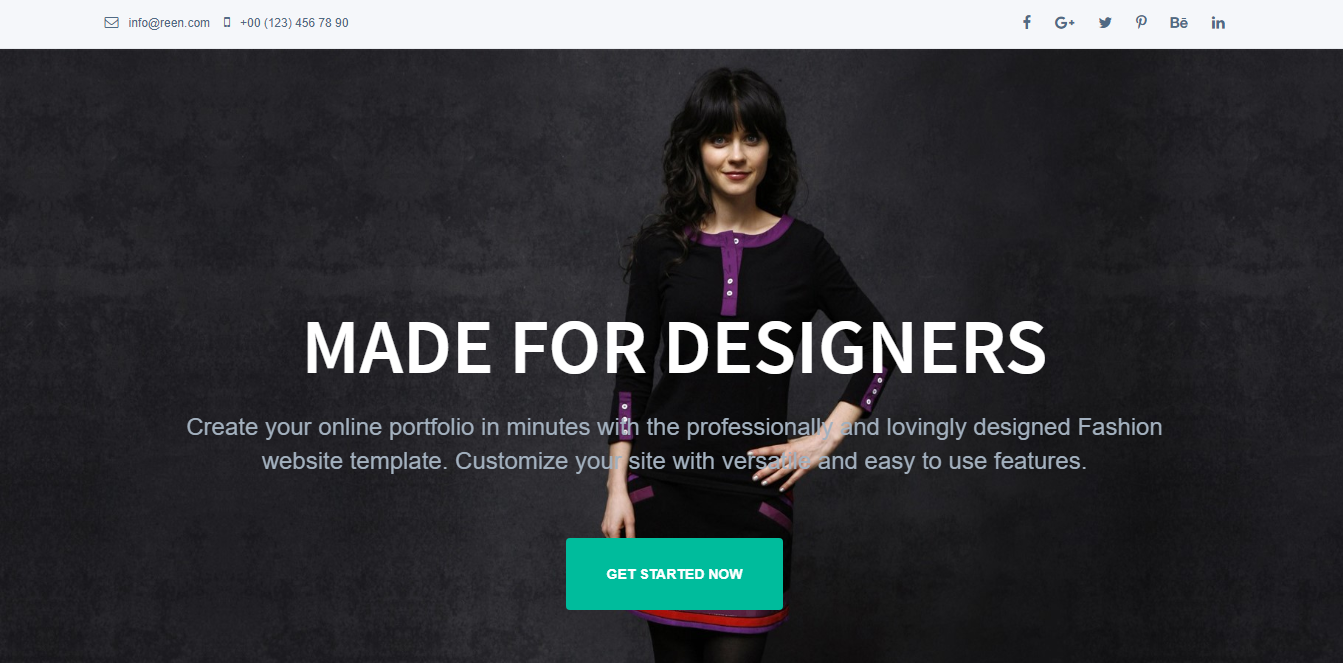 info@reen.com +00 (123) 456 78 90
MADE FOR DESIGNERS
Create your online portfolio in minutes with the professionally and lovingly designed Fashion
website template. Customize your site with versatile and easy to use features.
GET STARTED NOW